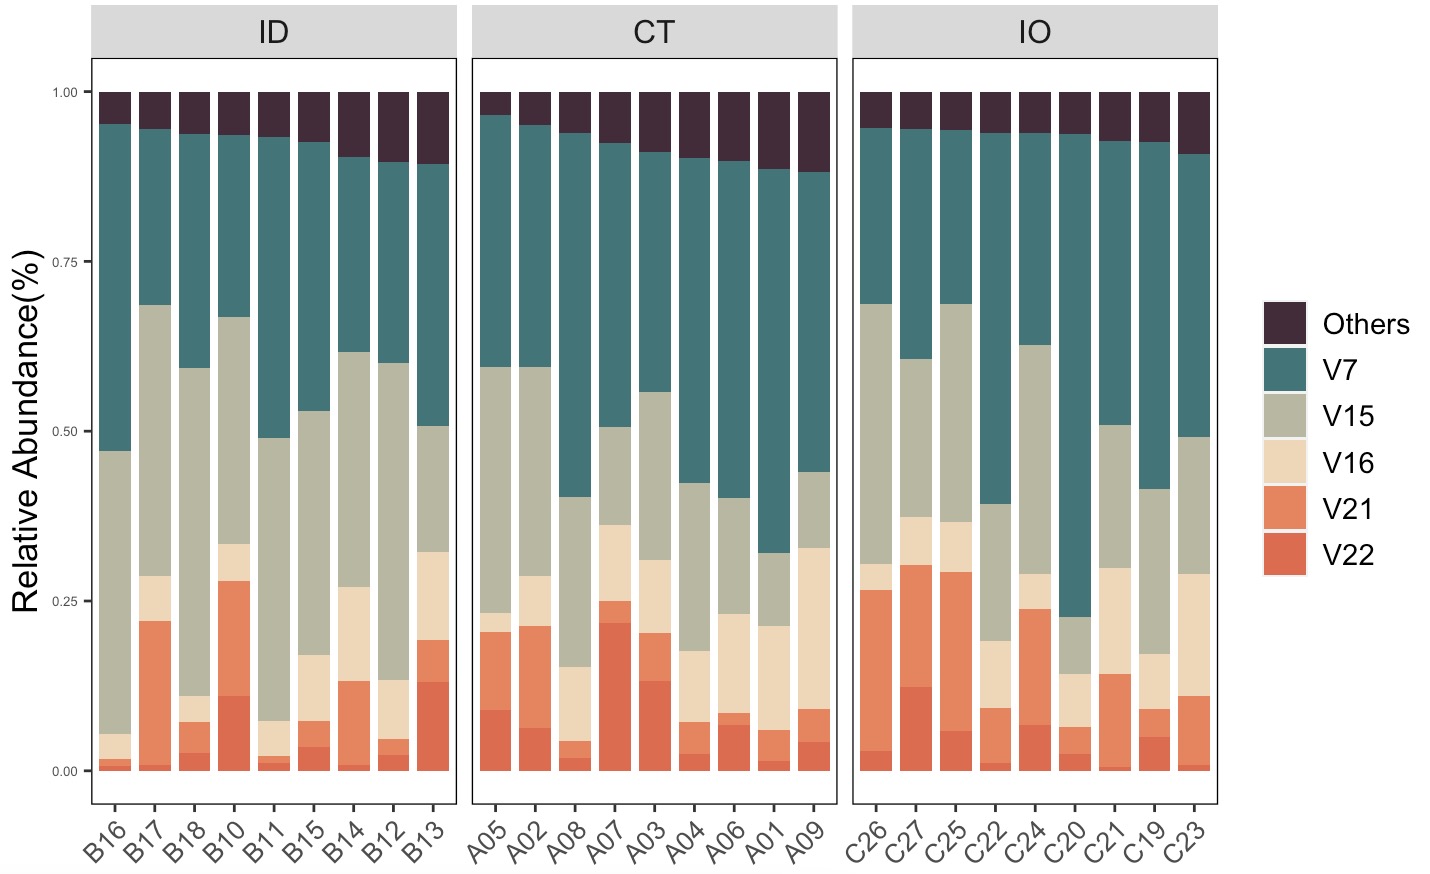 ID CT IO
Relative Abundance(%)
1.00
0.75
0.50
0.25
0.00
B16 B17 B18 B10 B11 B15 B14 B12 B13 A05 A02 A08 A07 A03 A04 A06 A01 A09 C26 C27 C25 C22 C24 C20 C21 C19 C23
Others
V7
V15
V16
V21
V22